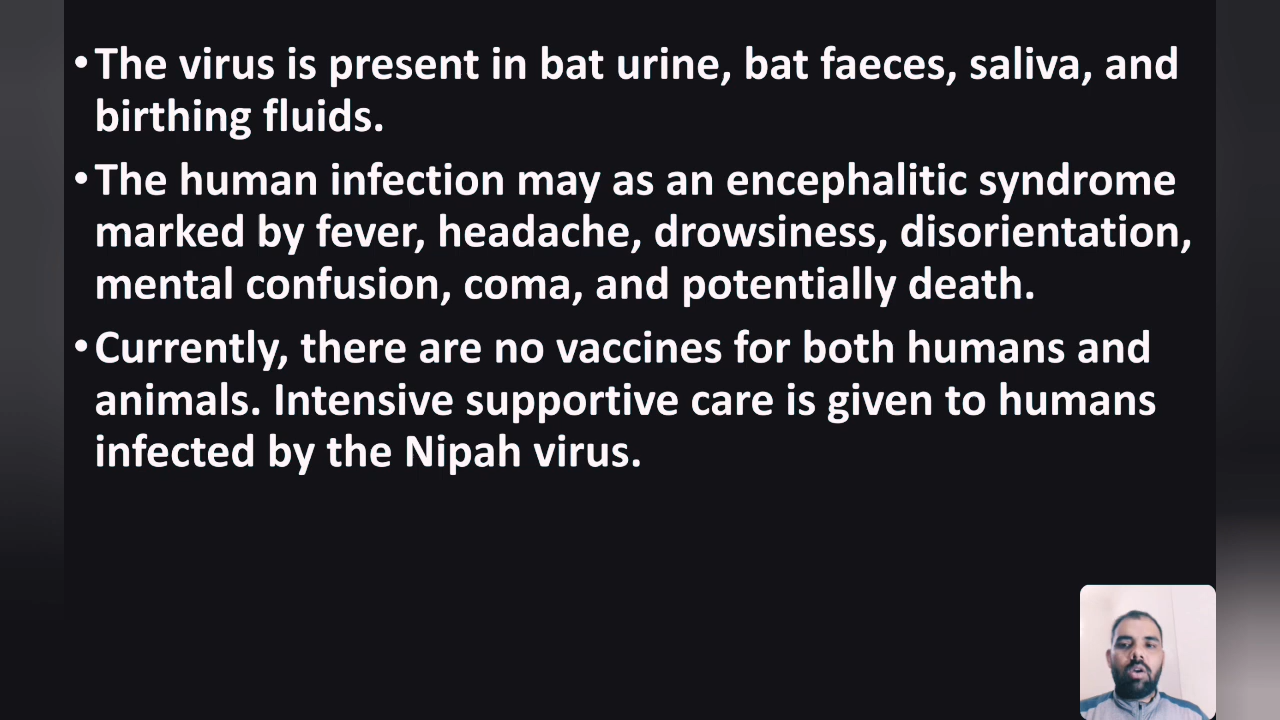 •The virus is present in bat urine, bat faeces, saliva, and
birthing fluids.
•The human infection may as an encephalitic syndrome
marked by fever, headache, drowsiness, disorientation,
mental confusion, coma, and potentially death.
•Currently, there are no vaccines for both humans and
animals. Intensive supportive care is given to humans
infected by the Nipah virus.